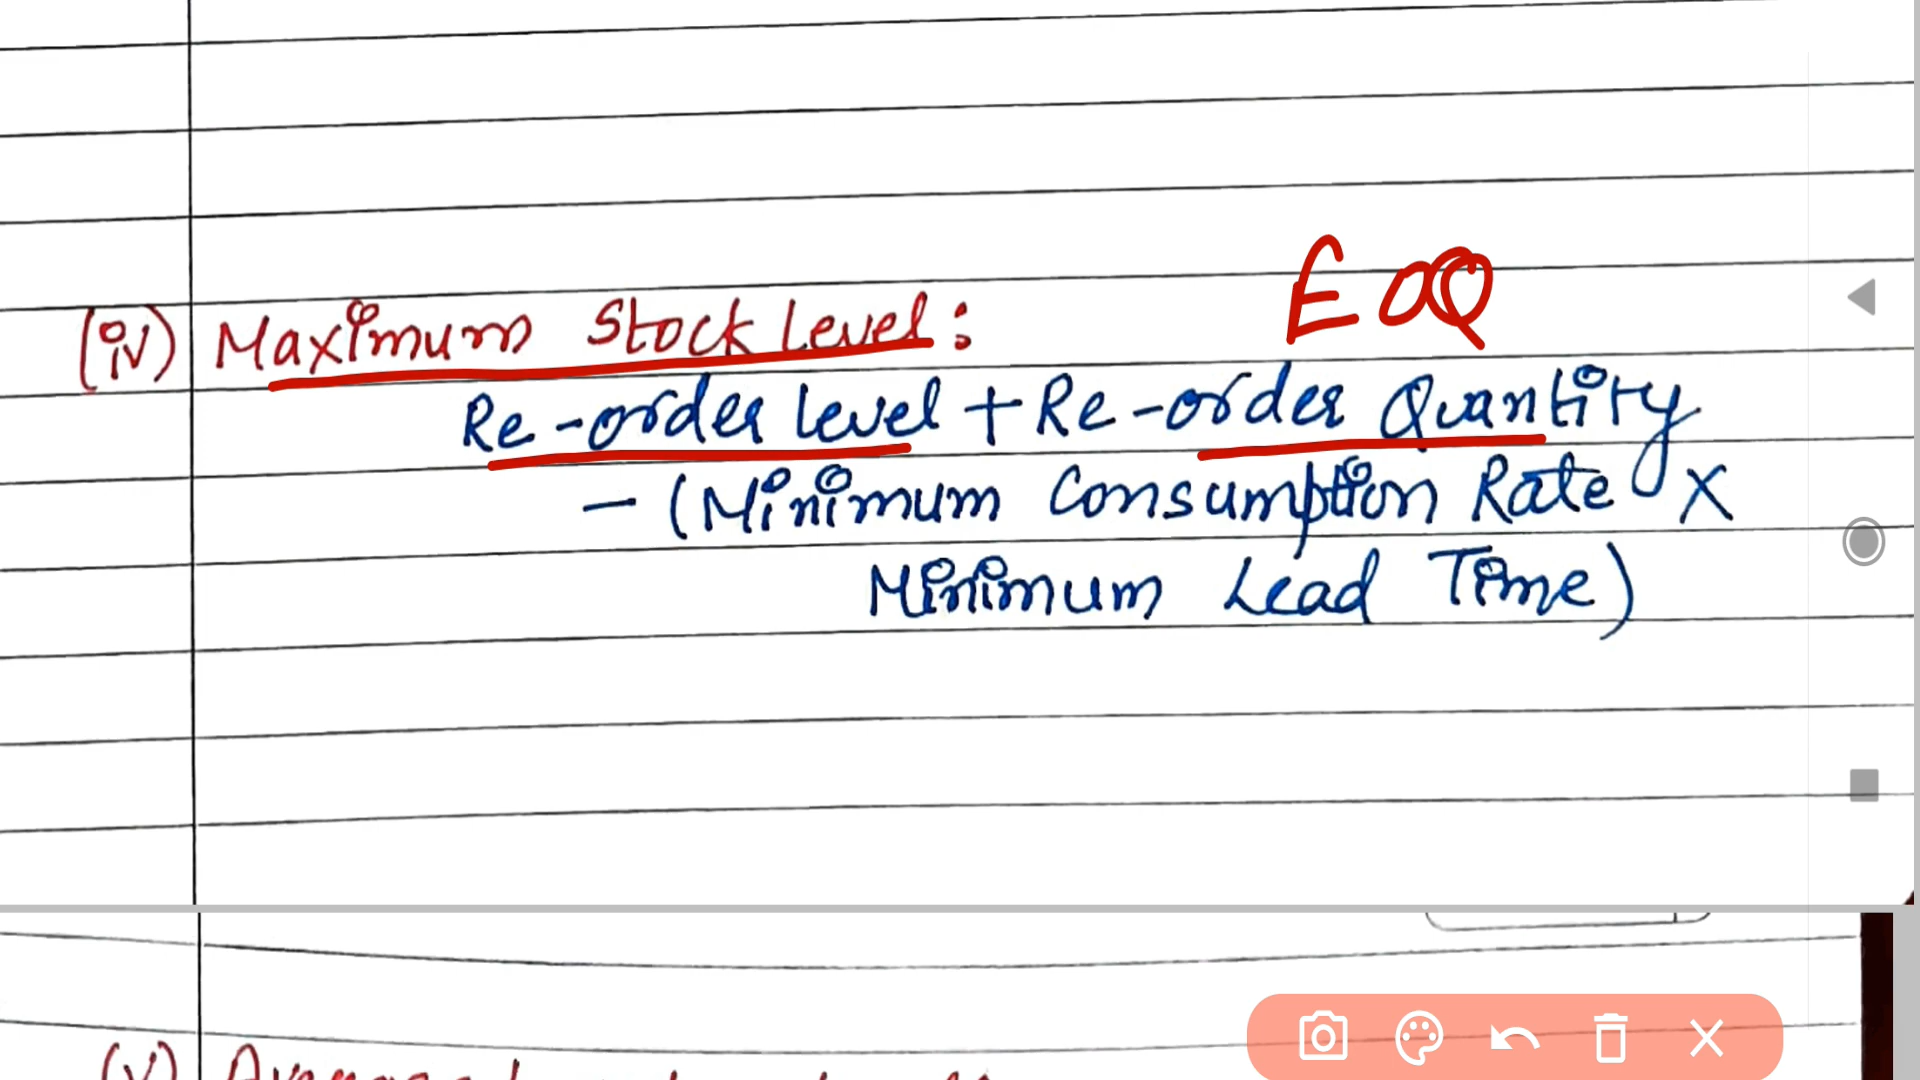 EOQ
(iv) Maximum Stock Level:
Re-order level + Re-order Quantity
- (Minimum Consumption Rate x
Minimum Lead Time)
(v)